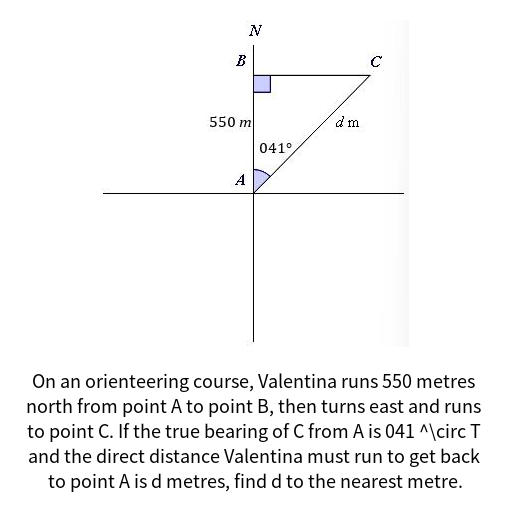 N
B
C
550 m
d m
041°
A
On an orienteering course, Valentina runs 550 metres
north from point A to point B, then turns east and runs
to point C. If the true bearing of C from A is 041 ^\circ T
and the direct distance Valentina must run to get back
to point A is d metres, find d to the nearest metre.